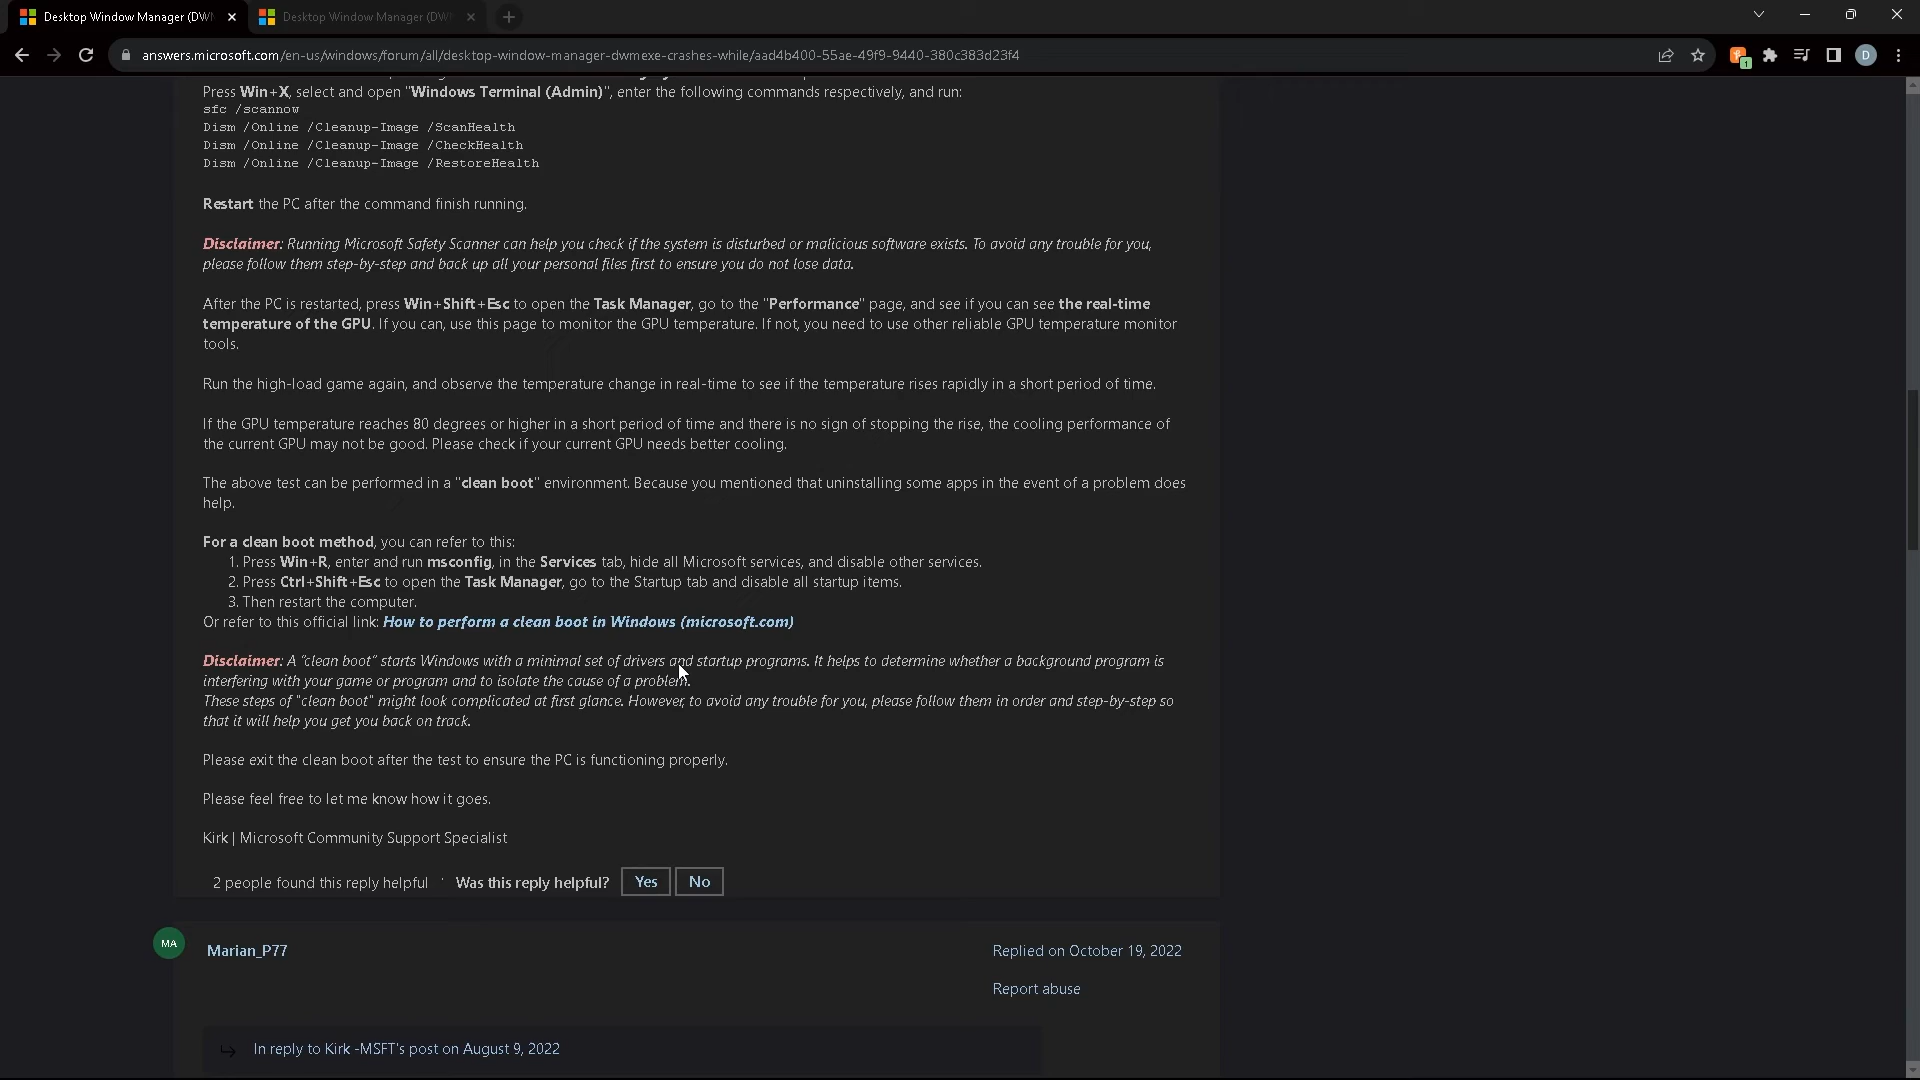 Desktop Window Manager (DW
Desktop Window Manager (DW
answers.microsoft.com/en-us/windows/forum/all/desktop-window-manager-dwmexe-crashes-while/aad4b400-55ae-49f9-9440-380c383d23f4
1
D
Press Win+X, select and open "Windows Terminal (Admin)", enter the following commands respectively, and run:
sfc /scannow
Dism /Online /Cleanup-Image /ScanHealth
Dism /Online /Cleanup-Image /CheckHealth
Dism /Online /Cleanup-Image /RestoreHealth
Restart the PC after the command finish running.
Disclaimer: Running Microsoft Safety Scanner can help you check if the system is disturbed or malicious software exists. To avoid any trouble for you,
please follow them step-by-step and back up all your personal files first to ensure you do not lose data.
After the PC is restarted, press Win+Shift+Esc to open the Task Manager, go to the "Performance" page, and see if you can see the real-time
temperature of the GPU. If you can, use this page to monitor the GPU temperature. If not, you need to use other reliable GPU temperature monitor
tools.
Run the high-load game again, and observe the temperature change in real-time to see if the temperature rises rapidly in a short period of time.
If the GPU temperature reaches 80 degrees or higher in a short period of time and there is no sign of stopping the rise, the cooling performance of
the current GPU may not be good. Please check if your current GPU needs better cooling.
The above test can be performed in a "clean boot" environment. Because you mentioned that uninstalling some apps in the event of a problem does
help.
For a clean boot method, you can refer to this:
1. Press Win+R, enter and run msconfig, in the Services tab, hide all Microsoft services, and disable other services.
2. Press Ctrl+Shift+Esc to open the Task Manager, go to the Startup tab and disable all startup items.
3. Then restart the computer.
Or refer to this official link: How to perform a clean boot in Windows (microsoft.com)
Disclaimer: A "clean boot" starts Windows with a minimal set of drivers and startup programs. It helps to determine whether a background program is
interfering with your game or program and to isolate the cause of a problem.
These steps of "clean boot" might look complicated at first glance. However, to avoid any trouble for you, please follow them in order and step-by-step so
that it will help you get you back on track.
Please exit the clean boot after the test to ensure the PC is functioning properly.
Please feel free to let me know how it goes.
Kirk | Microsoft Community Support Specialist
2 people found this reply helpful · Was this reply helpful? Yes No
MA Marian_P77 Replied on October 19, 2022
Report abuse
In reply to Kirk -MSFT's post on August 9, 2022